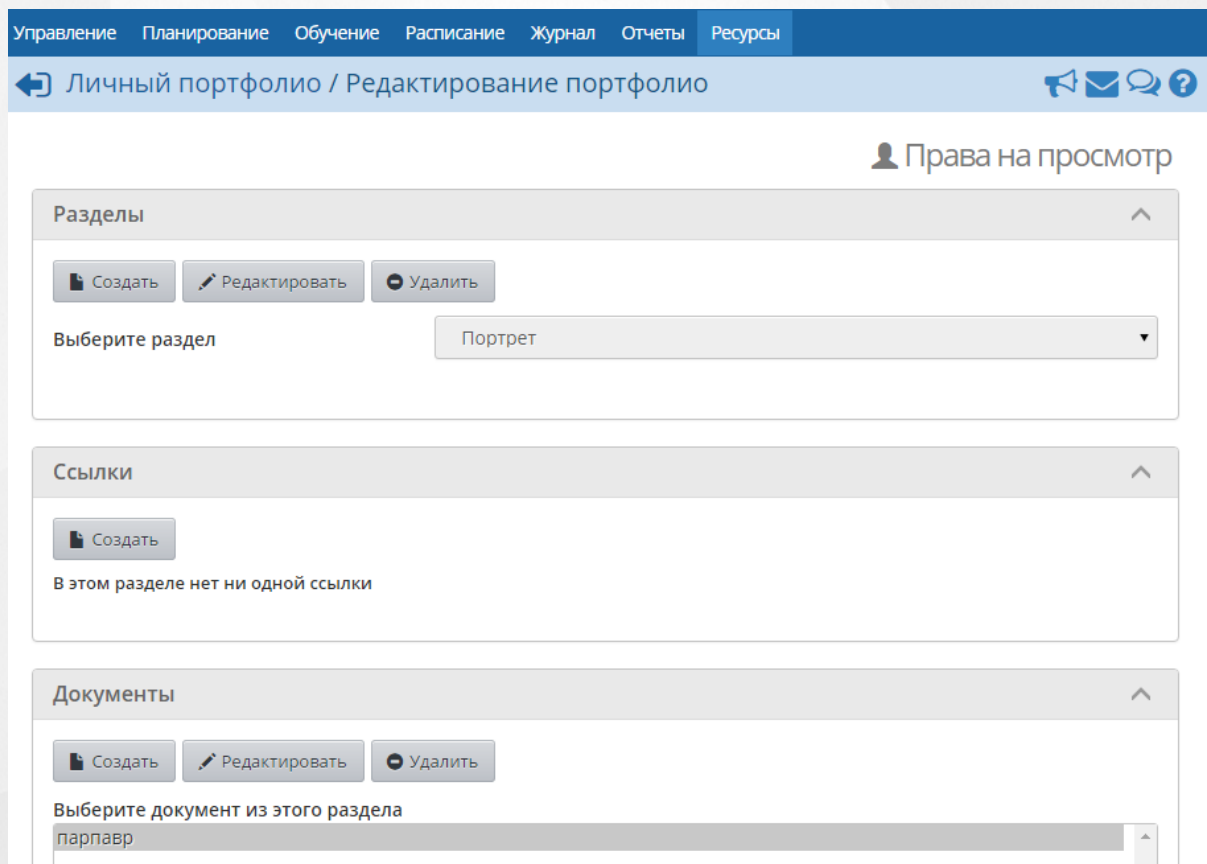 Управление Планирование Обучение Расписание Журнал Отчеты Ресурсы
Личный портфолио / Редактирование портфолио
Права на просмотр
Разделы
Создать Редактировать Удалить
Выберите раздел Портрет
Ссылки
Создать
В этом разделе нет ни одной ссылки
Документы
Создать Редактировать Удалить
Выберите документ из этого раздела
парпавр